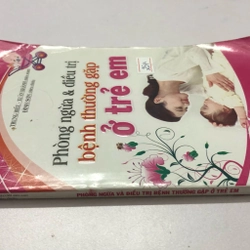 Phòng ngừa & điều trị
bệnh thường gặp
ở trẻ em
PHÒNG NGỪA VÀ ĐIỀU TRỊ BỆNH THƯỜNG GẶP Ở TRẺ EM